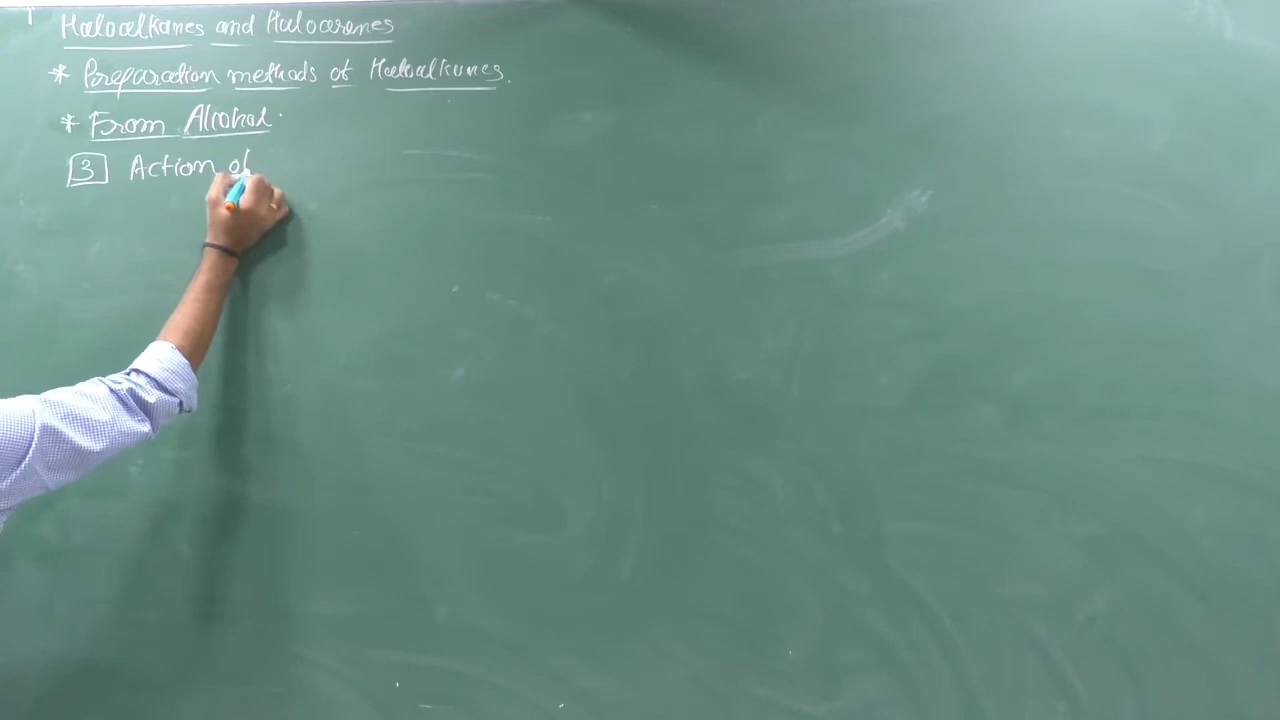 Haloalkanes and Haloarenes
* Preparation methods of Haloalkanes.
* From Alcohol.
3 Action of